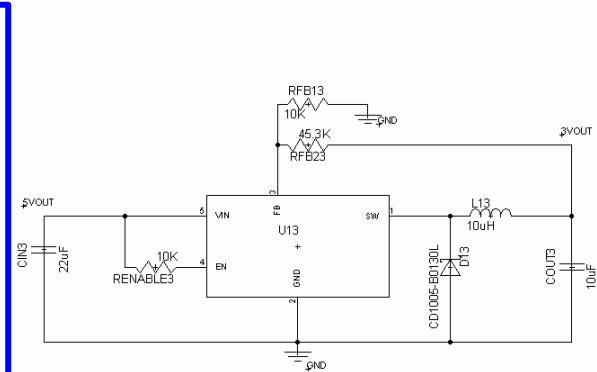 RFB13
10K
GND
45.3K
RFB23
3VOUT
5VOUT
3
FB
5
VIN
SW
1
L13
10uH
U13
CIN3
22uF
10K
RENABLE3
4
EN
GND
2
CD1005-B0130L
D13
COUT3
10uF
GND